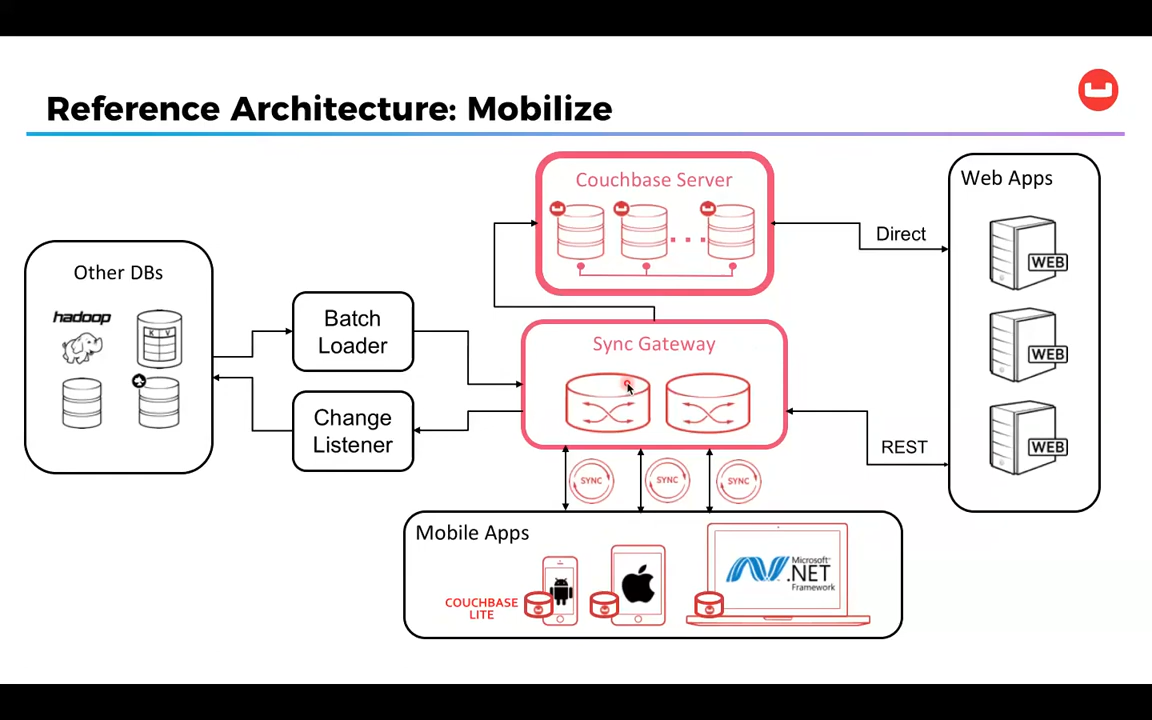 Reference Architecture: Mobilize
Couchbase Server
Web Apps
Other DBs
Direct
WEB
hadoop
K V
Batch
Loader
Sync Gateway
WEB
Change
Listener
REST
WEB
SYNC
SYNC
SYNC
Mobile Apps
COUCHBASE
LITE
Microsoft
.NET
Framework